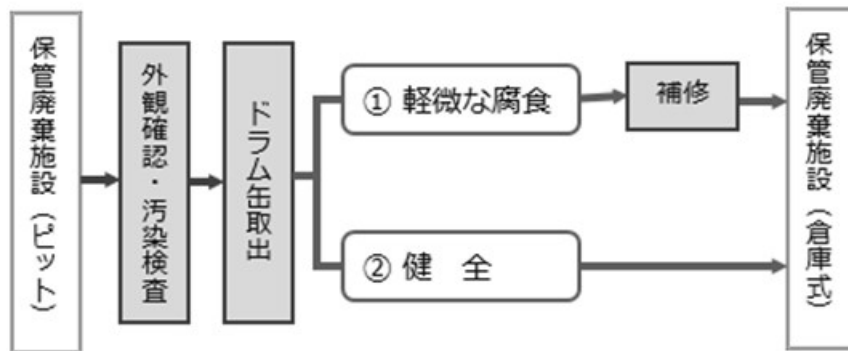 保管廃棄施設（ピット）
外観確認・汚染検査
ドラム缶取出
① 軽微な腐食
補修
② 健　全
保管廃棄施設（倉庫式）